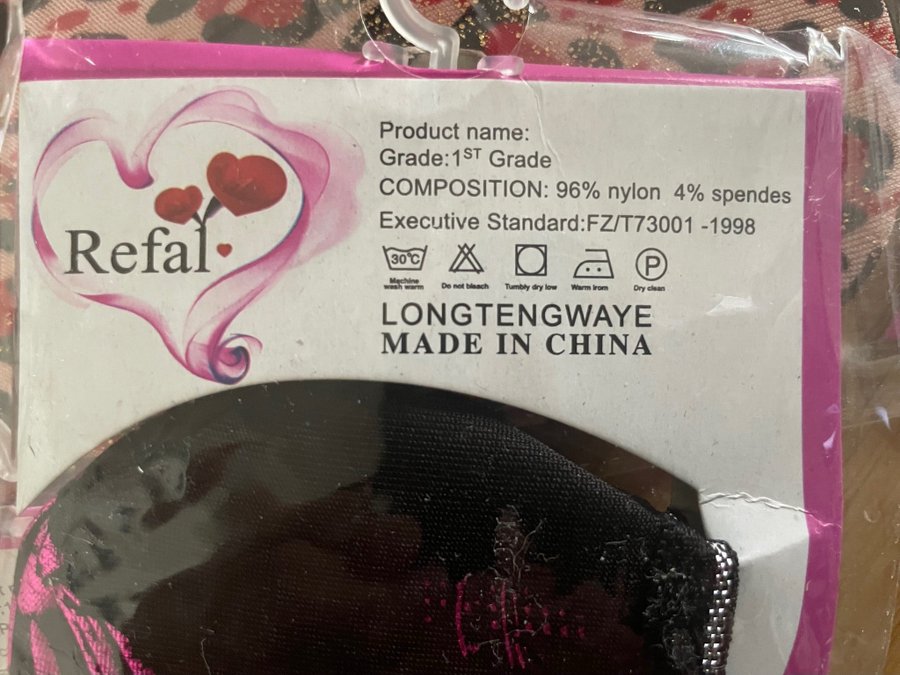 Refal
Product name:
Grade:1ST Grade
COMPOSITION: 96% nylon 4% spendes
Executive Standard:FZ/T73001 -1998
30℃
P
Machine wash warm
Do not bleach
Tumbly dry low
Warm irom
Dry clean
LONGTENGWAYE
MADE IN CHINA